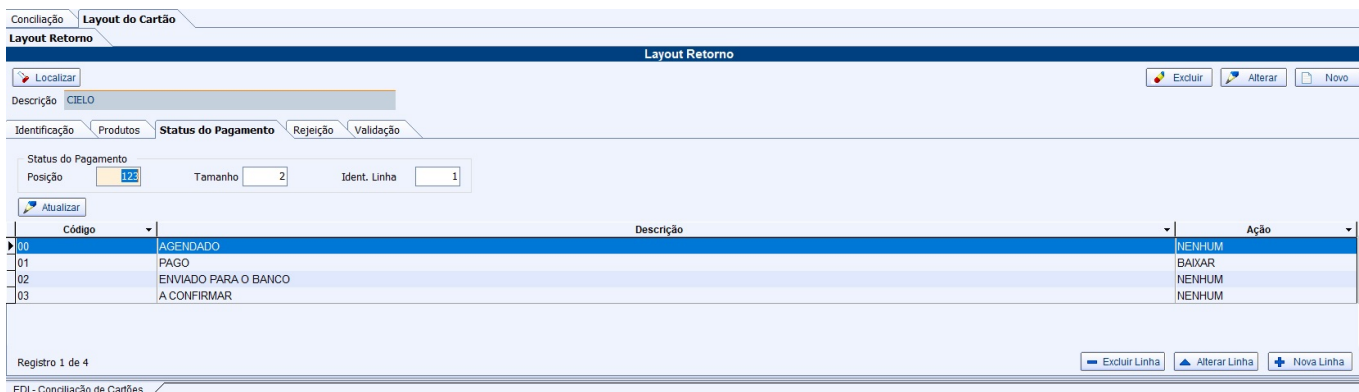 Conciliação Layout do Cartão
Layout Retorno
Layout Retorno
Localizar Excluir Alterar Novo
Descrição CIELO
Identificação Produtos Status do Pagamento Rejeição Validação
Status do Pagamento
Posição 123 Tamanho 2 Ident. Linha 1
Atualizar
Código Descrição Ação
00 AGENDADO NENHUM
01 PAGO BAIXAR
02 ENVIADO PARA O BANCO NENHUM
03 A CONFIRMAR NENHUM
Registro 1 de 4 Excluir Linha Alterar Linha Nova Linha
EDI - Conciliação de Cartões